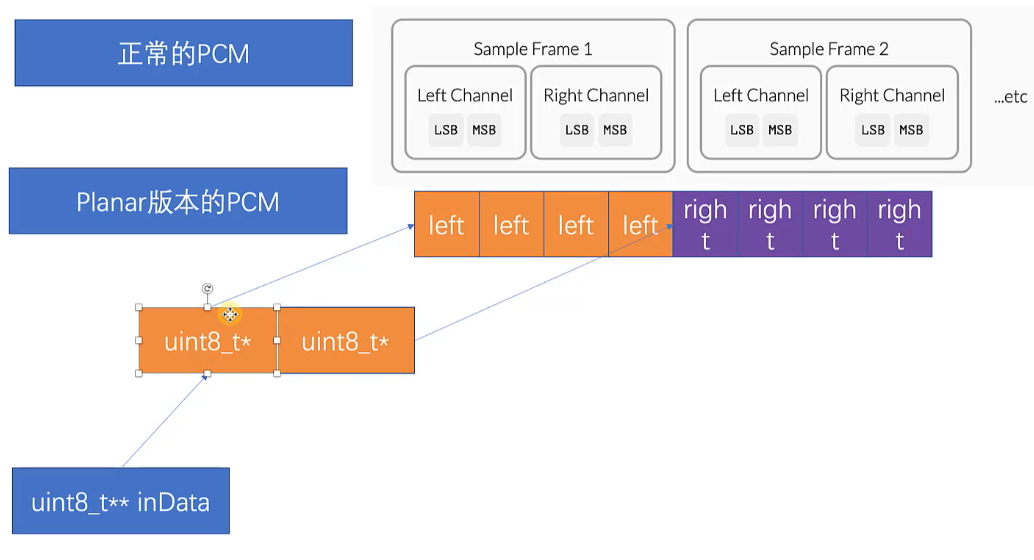 正常的PCM
Sample Frame 1
Sample Frame 2
Left Channel
Right Channel
Left Channel
Right Channel
...etc
LSB
MSB
LSB
MSB
LSB
MSB
LSB
MSB
Planar版本的PCM
left
left
left
left
righ
t
righ
t
righ
t
righ
t
uint8_t*
uint8_t*
uint8_t** inData